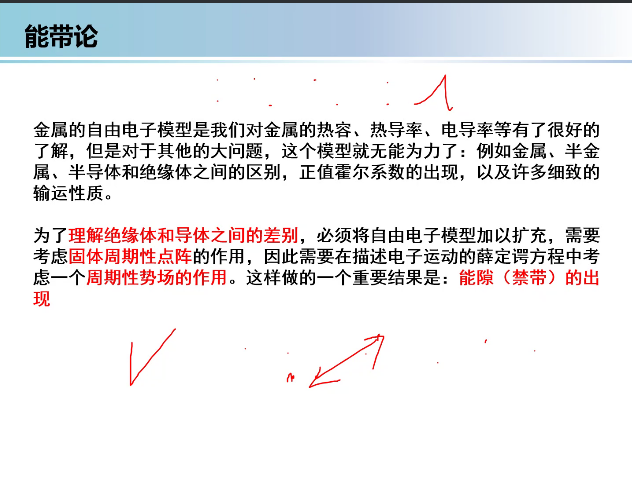 能带论
金属的自由电子模型是我们对金属的热容、热导率、电导率等有了很好的
了解，但是对于其他的大问题，这个模型就无能为力了：例如金属、半金
属、半导体和绝缘体之间的区别，正值霍尔系数的出现，以及许多细致的
输运性质。
为了理解绝缘体和导体之间的差别，必须将自由电子模型加以扩充，需要
考虑固体周期性点阵的作用，因此需要在描述电子运动的薛定谔方程中考
虑一个周期性势场的作用。这样做的一个重要结果是：能隙（禁带）的出
现